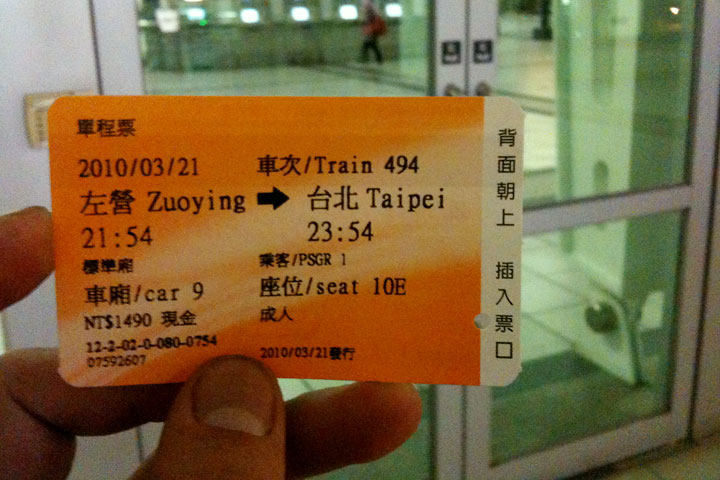 單程票
2010/03/21 車次/Train 494
左營 Zuoying → 台北 Taipei
21:54 23:54
標準廂 乘客/PSGR 1
車廂/car 9 座位/seat 10E
NT$1490 現金 成人
12-2-02-0-080-0754
07592607 2010/03/21發行
背面朝上 插入票口